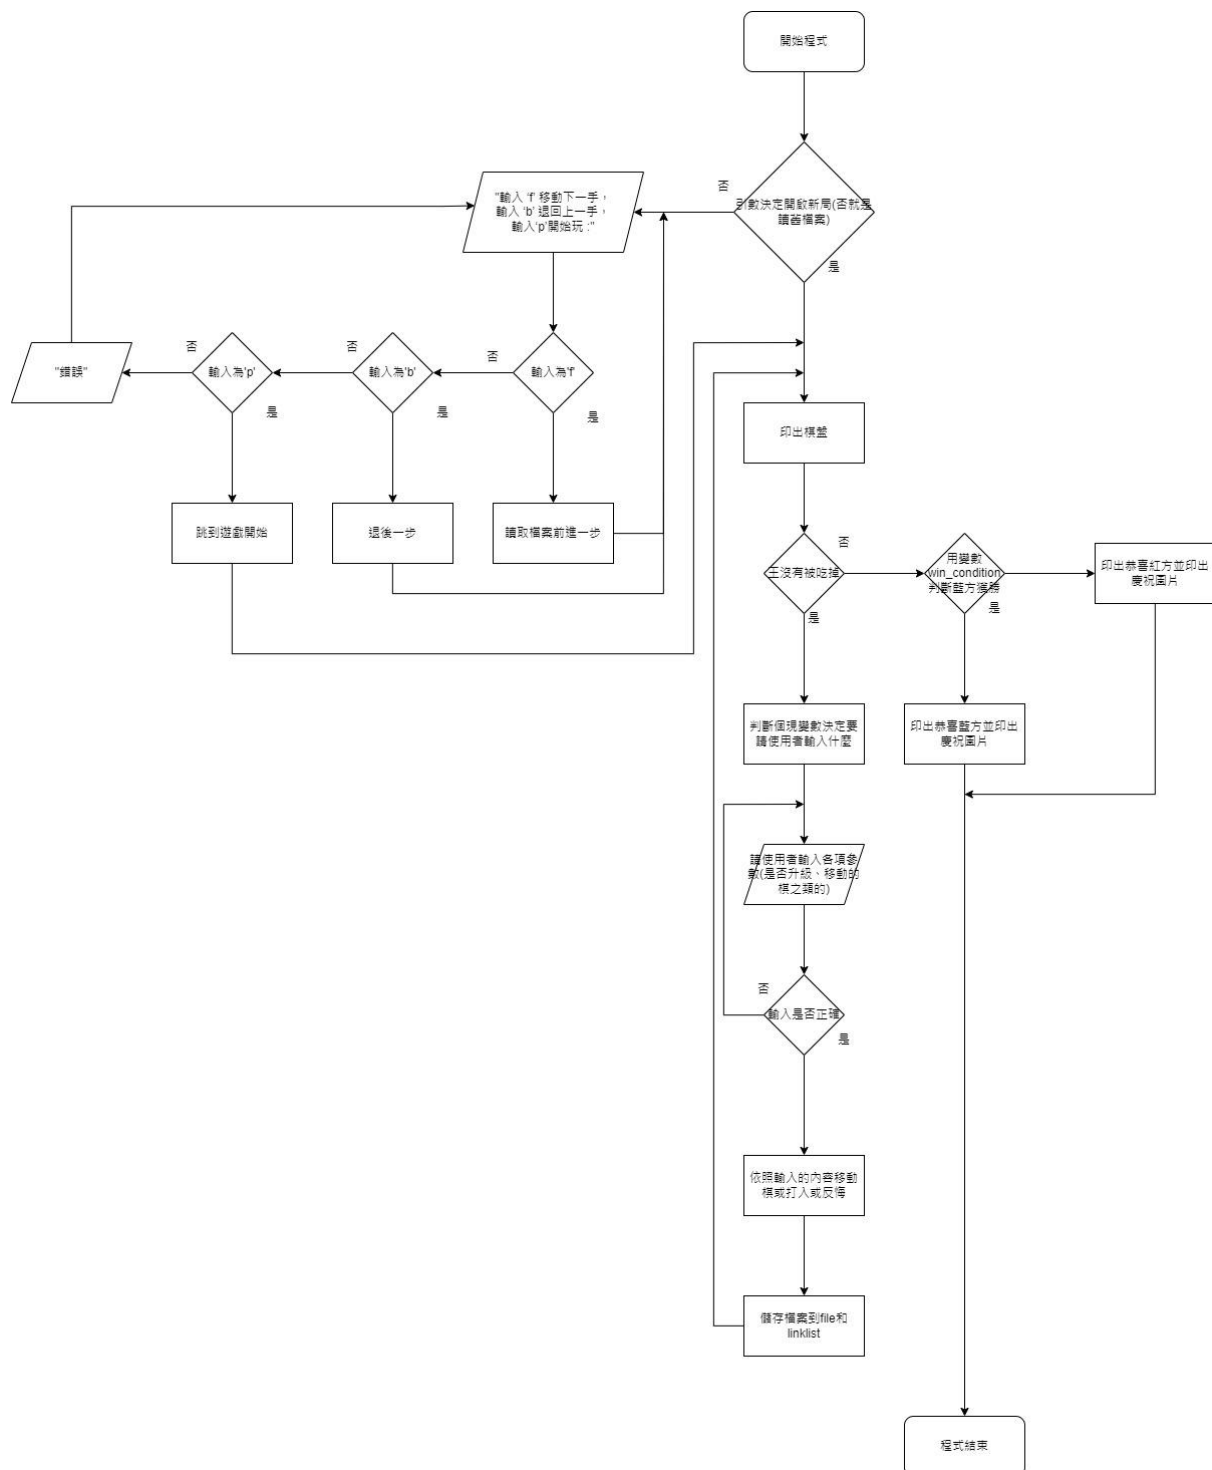 開始程式
引數決定開啟新局(否就是
讀舊檔案)
否
是
"輸入 'f' 移動下一手，
輸入 'b' 退回上一手，
輸入'p'開始玩 :"
"錯誤"
否
輸入為'p'
是
否
輸入為'b'
是
否
輸入為'f'
是
跳到遊戲開始
退後一步
讀取檔案前進一步
印出棋盤
王沒有被吃掉
否
是
用變數
win_condition
判斷藍方獲勝
是
印出恭喜紅方並印出
慶祝圖片
判斷個現變數決定要
請使用者輸入什麼
印出恭喜藍方並印出
慶祝圖片
請使用者輸入各項參
數(是否升級、移動的
棋之類的)
否
輸入是否正確
是
依照輸入的內容移動
棋或打入或反悔
儲存檔案到file和
linklist
程式結束